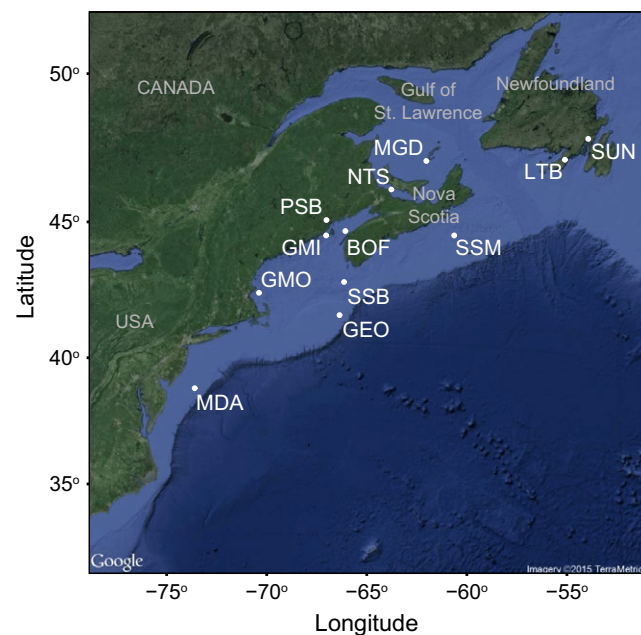 50°
CANADA
Gulf of
St. Lawrence
Newfoundland
MGD
SUN
LTB
NTS
Nova
Scotia
PSB
45°
GMI
BOF
SSM
GMO
SSB
Latitude
USA
GEO
40°
MDA
35°
Google
Imagery ©2015 TerraMetric
−75° −70° −65° −60° −55°
Longitude